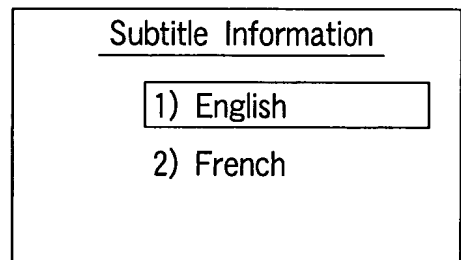 Subtitle Information
1) English
2) French